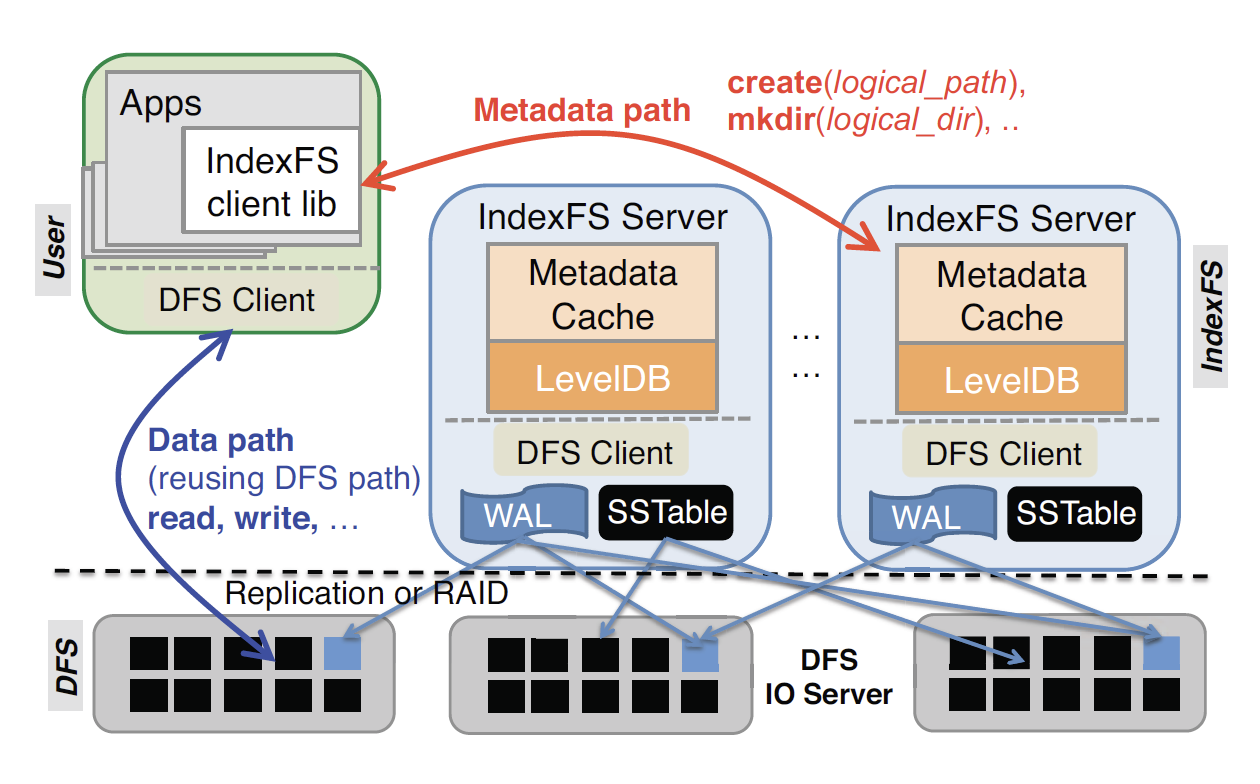 Apps
IndexFS
client lib
User
DFS Client
Metadata path
create(logical_path),
mkdir(logical_dir), ..
IndexFS Server
Metadata
Cache
LevelDB
DFS Client
WAL
SSTable
...
...
IndexFS Server
Metadata
Cache
LevelDB
DFS Client
WAL
SSTable
IndexFS
Data path
(reusing DFS path)
read, write, ...
Replication or RAID
DFS
DFS
IO Server